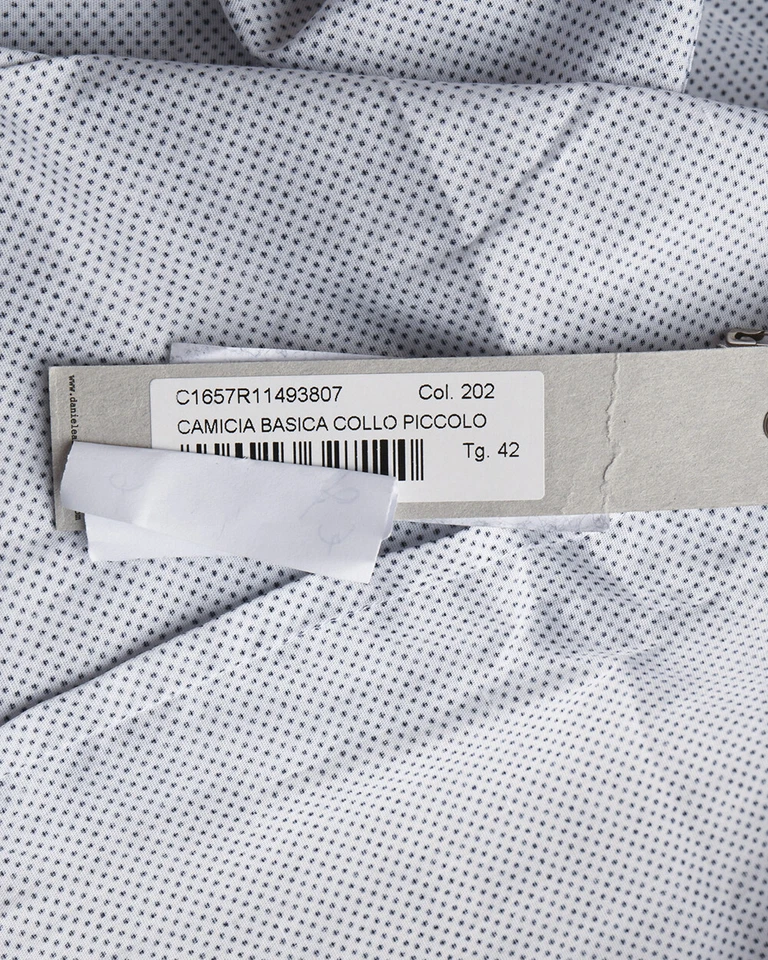 C1657R11493807 Col. 202
CAMICIA BASICA COLLO PICCOLO
Tg. 42